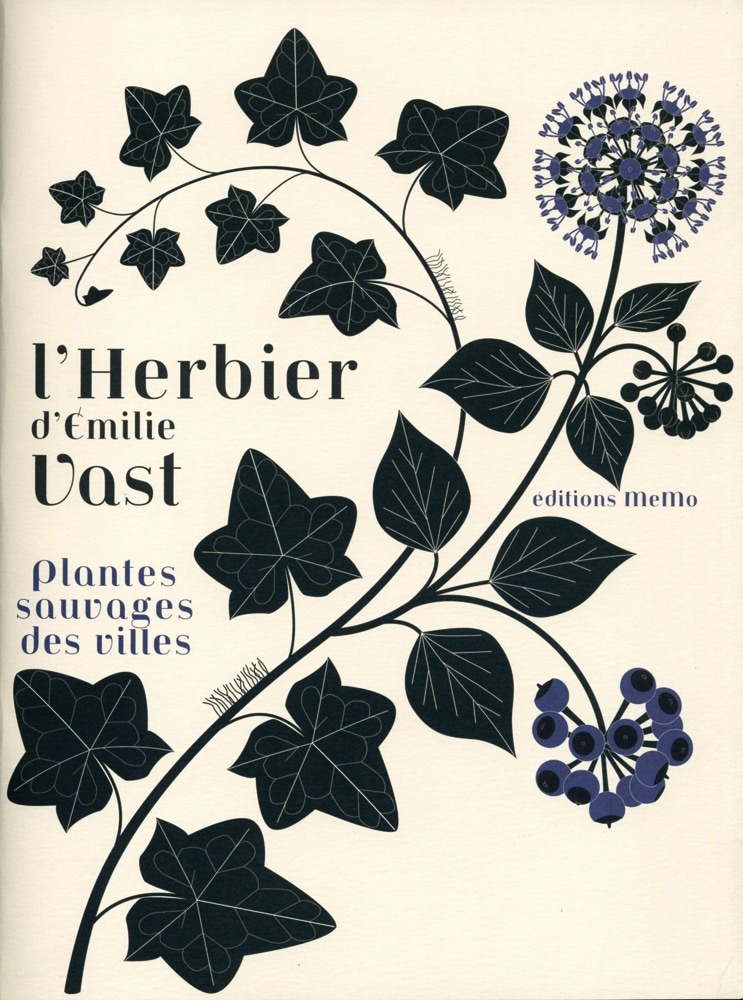 l'Herbier
d'Émilie
Vast
éditions MeMo
Plantes
sauvages
des villes